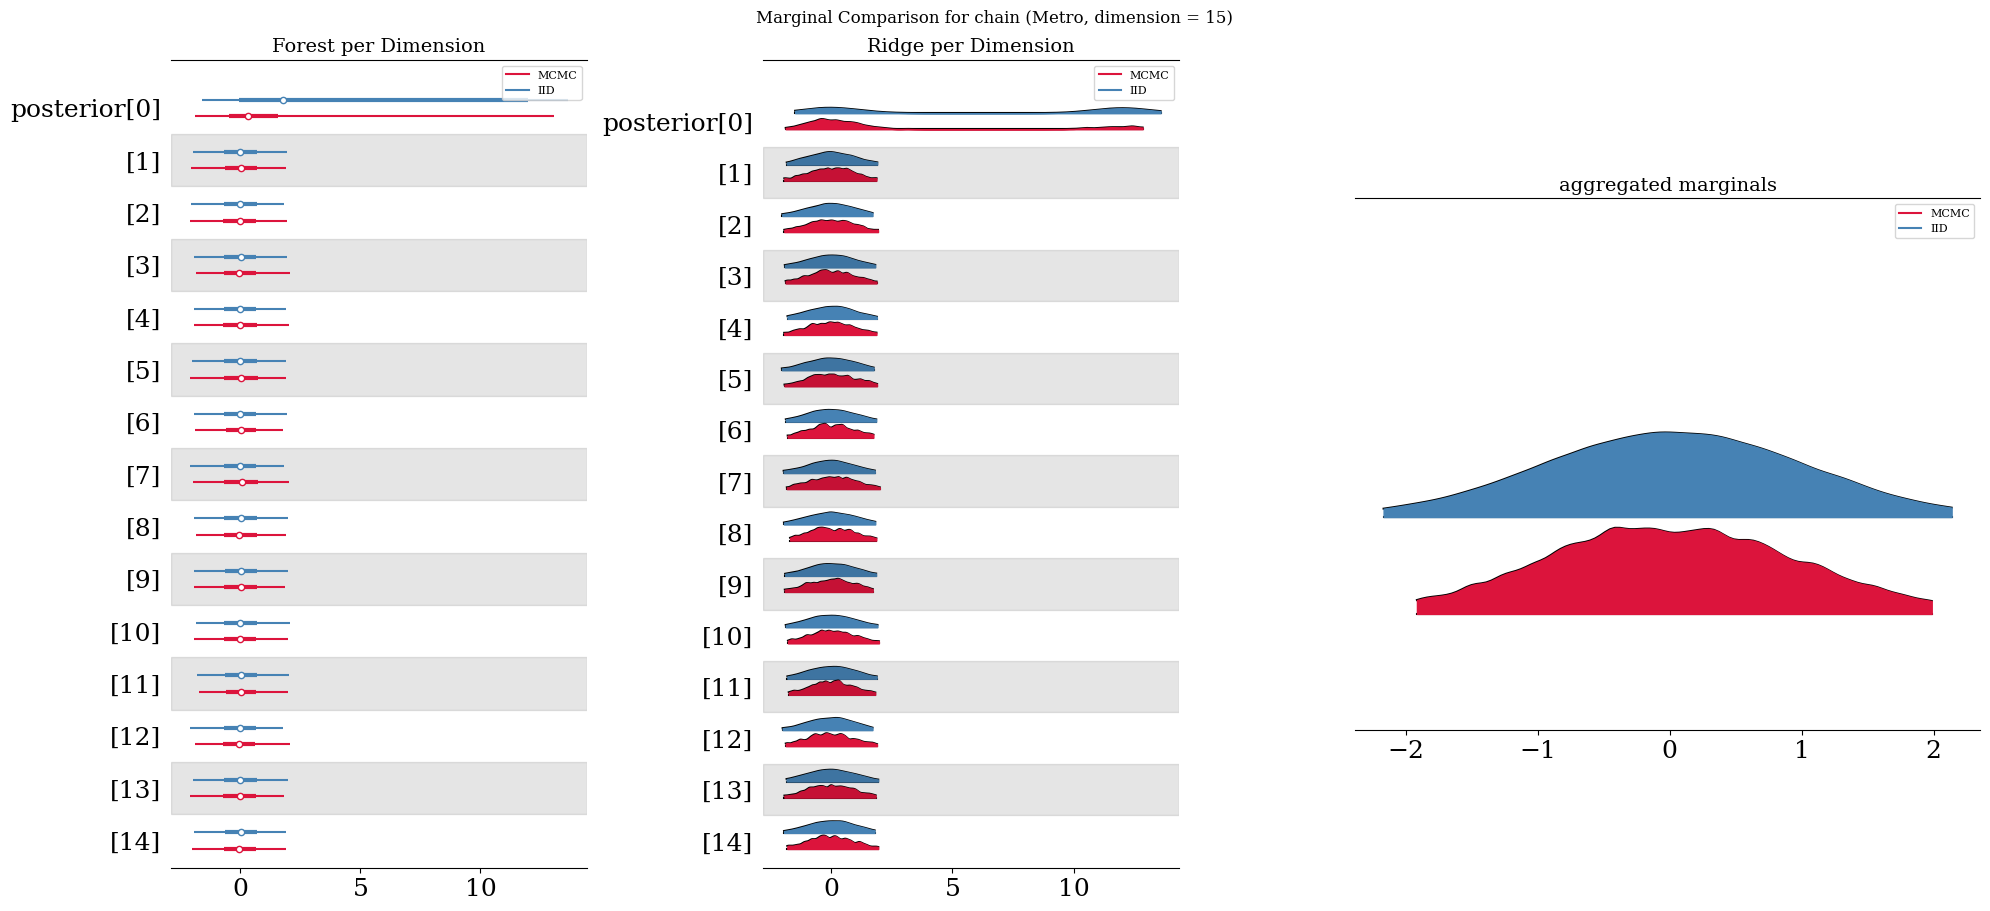 Marginal Comparison for chain (Metro, dimension = 15)
Forest per Dimension
MCMC
IID
posterior[0]
[1]
[2]
[3]
[4]
[5]
[6]
[7]
[8]
[9]
[10]
[11]
[12]
[13]
[14]
0 5 10
Ridge per Dimension
MCMC
IID
posterior[0]
[1]
[2]
[3]
[4]
[5]
[6]
[7]
[8]
[9]
[10]
[11]
[12]
[13]
[14]
0 5 10
aggregated marginals
MCMC
IID
−2 −1 0 1 2